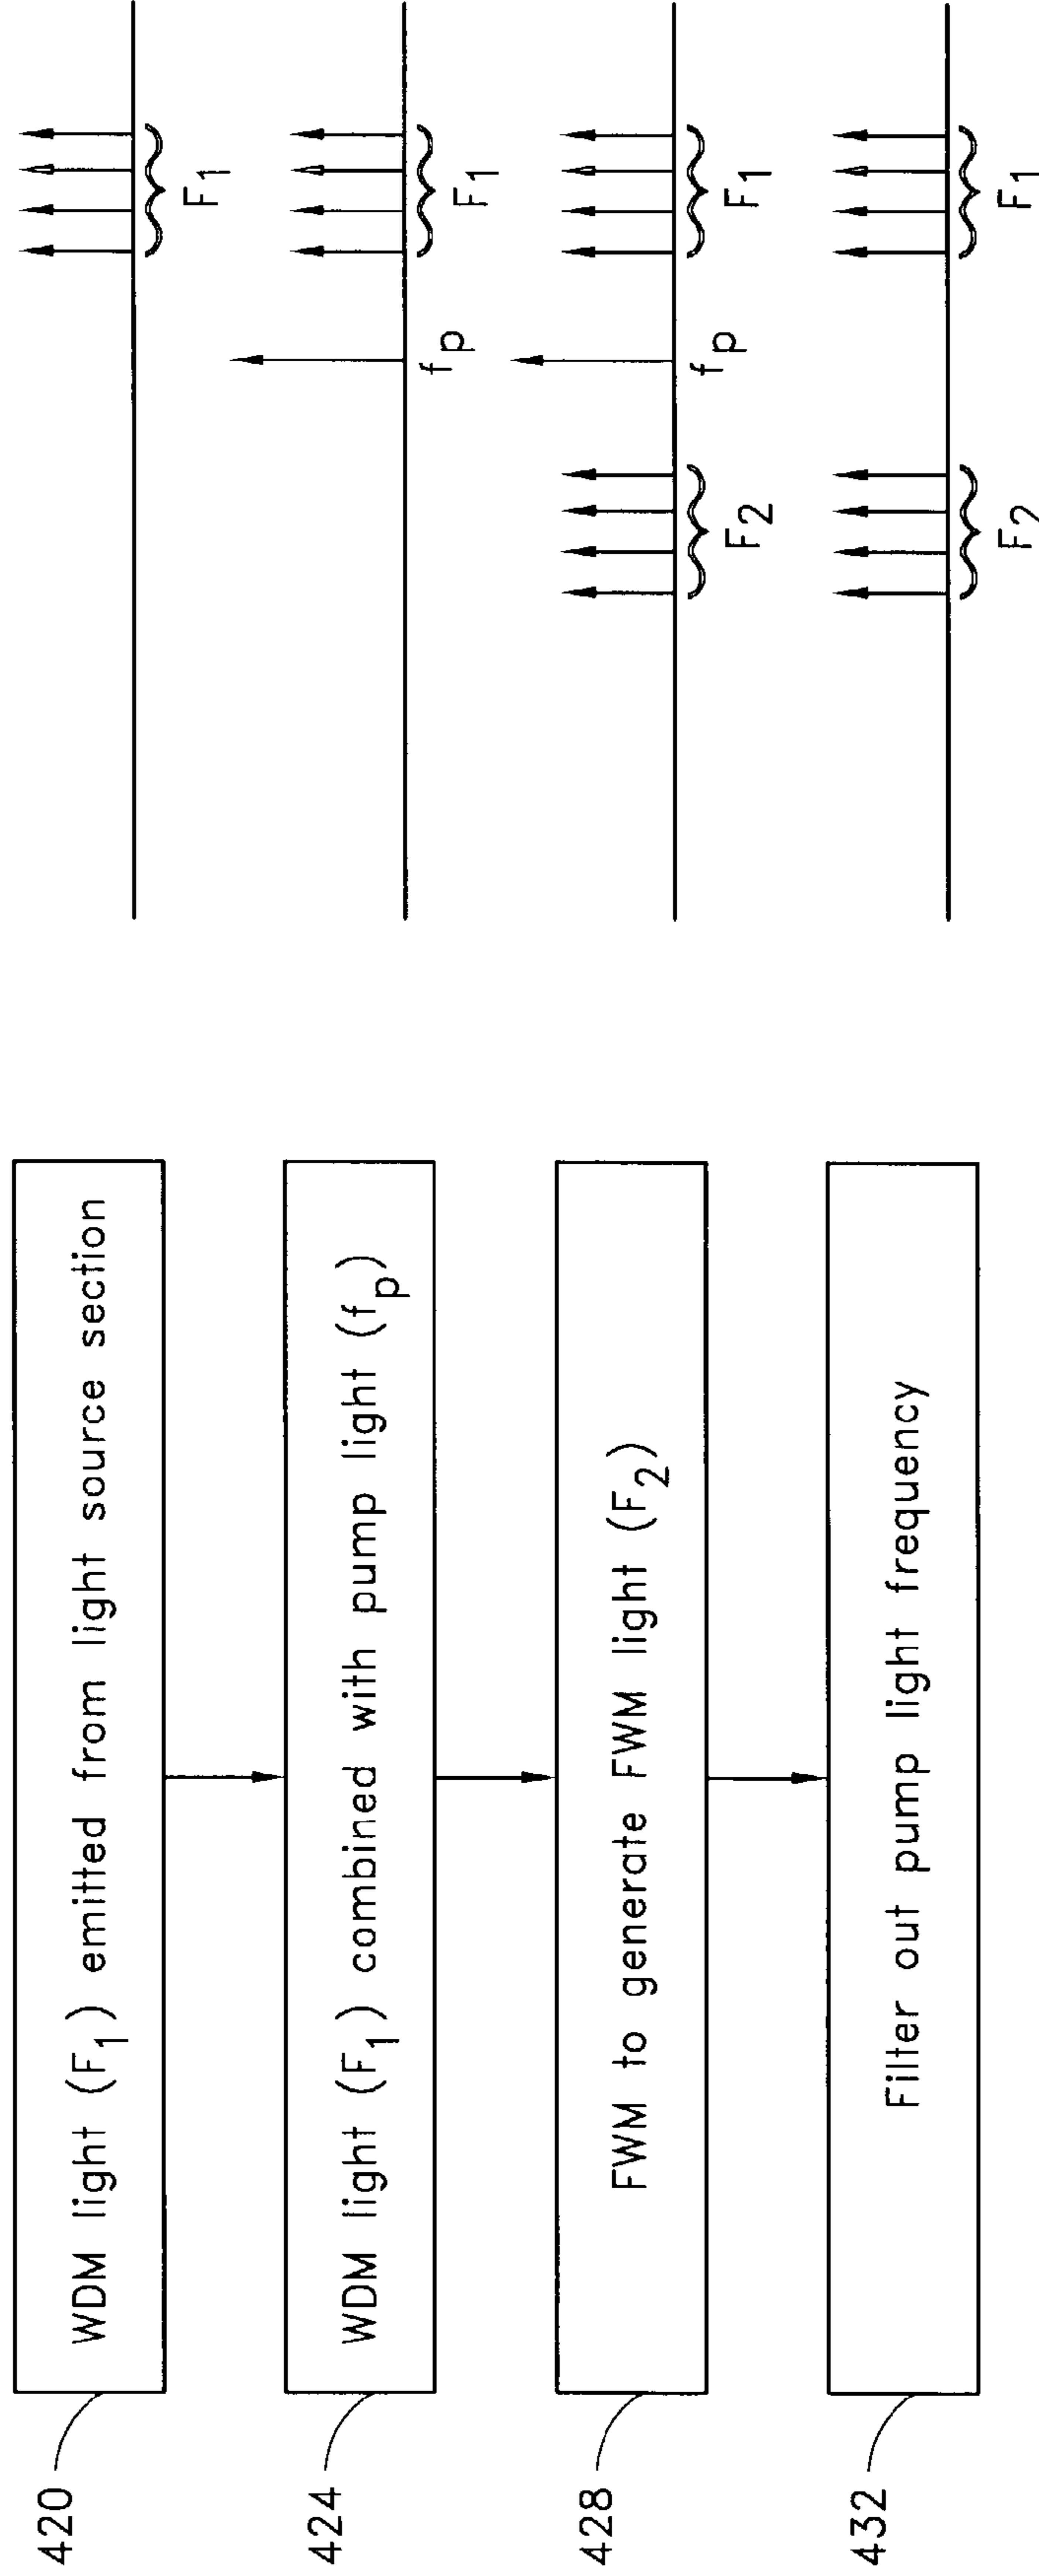 420
WDM light (F1) emitted from light source section
F1
424
WDM light (F1) combined with pump light (fp)
fp
F1
428
FWM to generate FWM light (F2)
F2
fp
F1
432
Filter out pump light frequency
F2
F1